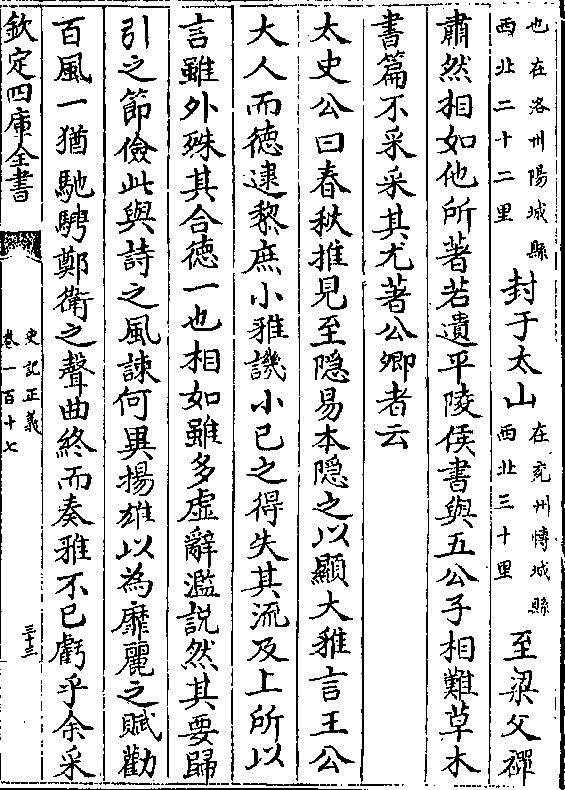 也在洛州陽城縣
西北二十二里
封于太山
在兖州博城縣
西北三十里
至梁父禪
肅然相如他所著若遺平陵侯書與五公子相難草木
書篇不采采其尤著公卿者云
太史公曰春秋推見至隠易本隠之以顯大雅言王公
大人而徳逮黎庶小雅譏小己之得失其流及上所以
言雖外殊其合徳一也相如雖多虚辭濫說然其要歸
引之節儉此與詩之風諫何異揚雄以為靡麗之賦勸
百風一猶馳騁鄭衛之聲曲終而奏雅不已虧乎余采
欽定四庫全書
史記正義
卷一百十七
三十三